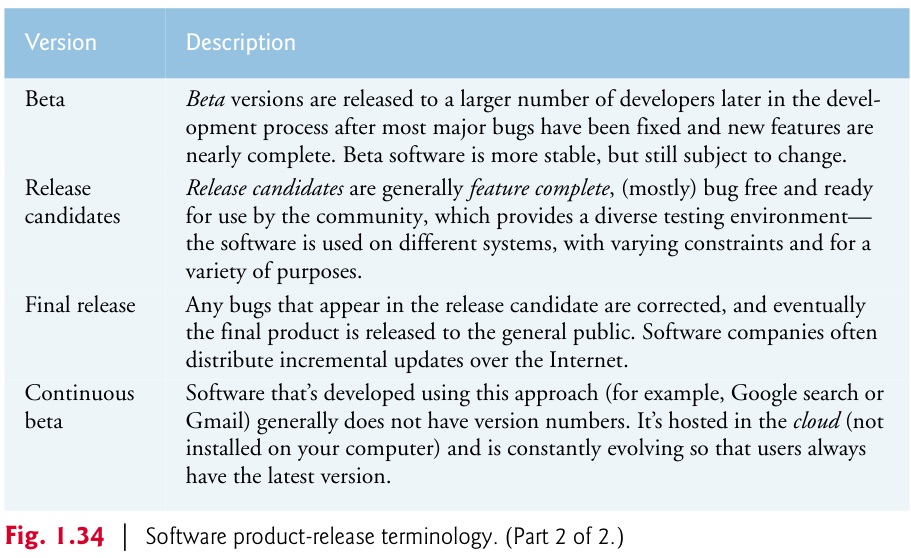 Version Description
Beta
Beta versions are released to a larger number of developers later in the devel-
opment process after most major bugs have been fixed and new features are
nearly complete. Beta software is more stable, but still subject to change.
Release
candidates
Release candidates are generally feature complete, (mostly) bug free and ready
for use by the community, which provides a diverse testing environment—
the software is used on different systems, with varying constraints and for a
variety of purposes.
Final release
Any bugs that appear in the release candidate are corrected, and eventually
the final product is released to the general public. Software companies often
distribute incremental updates over the Internet.
Continuous
beta
Software that’s developed using this approach (for example, Google search or
Gmail) generally does not have version numbers. It’s hosted in the cloud (not
installed on your computer) and is constantly evolving so that users always
have the latest version.
Fig. 1.34 | Software product-release terminology. (Part 2 of 2.)